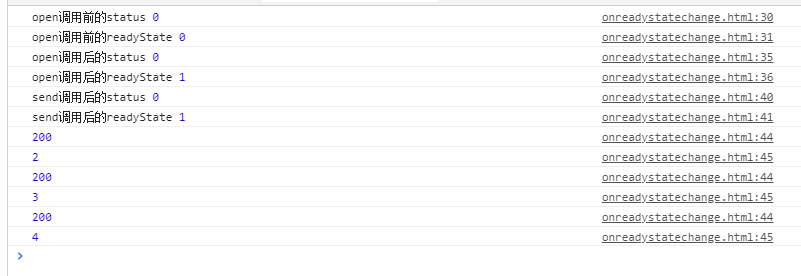 open调用前的status 0 onreadystatechange.html:30
open调用前的readyState 0 onreadystatechange.html:31
open调用后的status 0 onreadystatechange.html:35
open调用后的readyState 1 onreadystatechange.html:36
send调用后的status 0 onreadystatechange.html:40
send调用后的readyState 1 onreadystatechange.html:41
200 onreadystatechange.html:44
2 onreadystatechange.html:45
200 onreadystatechange.html:44
3 onreadystatechange.html:45
200 onreadystatechange.html:44
4 onreadystatechange.html:45